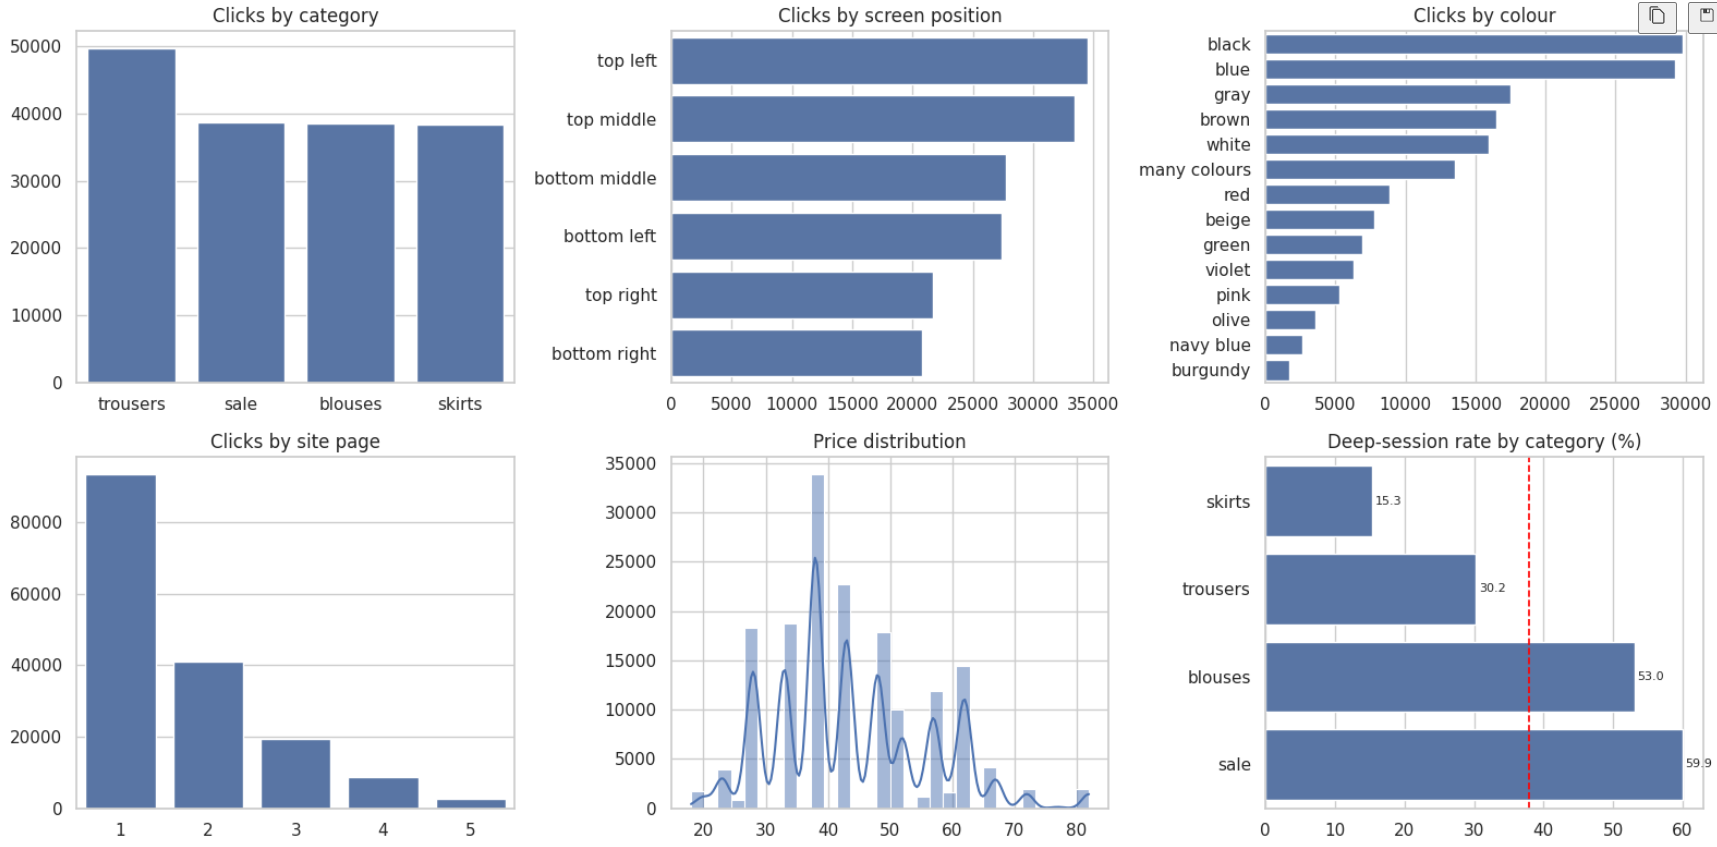 Clicks by category
50000
40000
30000
20000
10000
0
trousers sale blouses skirts
Clicks by screen position
top left
top middle
bottom middle
bottom left
top right
bottom right
0 5000 10000 15000 20000 25000 30000 35000
Clicks by colour
black
blue
gray
brown
white
many colours
red
beige
green
violet
pink
olive
navy blue
burgundy
0 5000 10000 15000 20000 25000 30000
Clicks by site page
80000
60000
40000
20000
0
1 2 3 4 5
Price distribution
35000
30000
25000
20000
15000
10000
5000
0
20 30 40 50 60 70 80
Deep-session rate by category (%)
skirts 15.3
trousers 30.2
blouses 53.0
sale 59.9
0 10 20 30 40 50 60